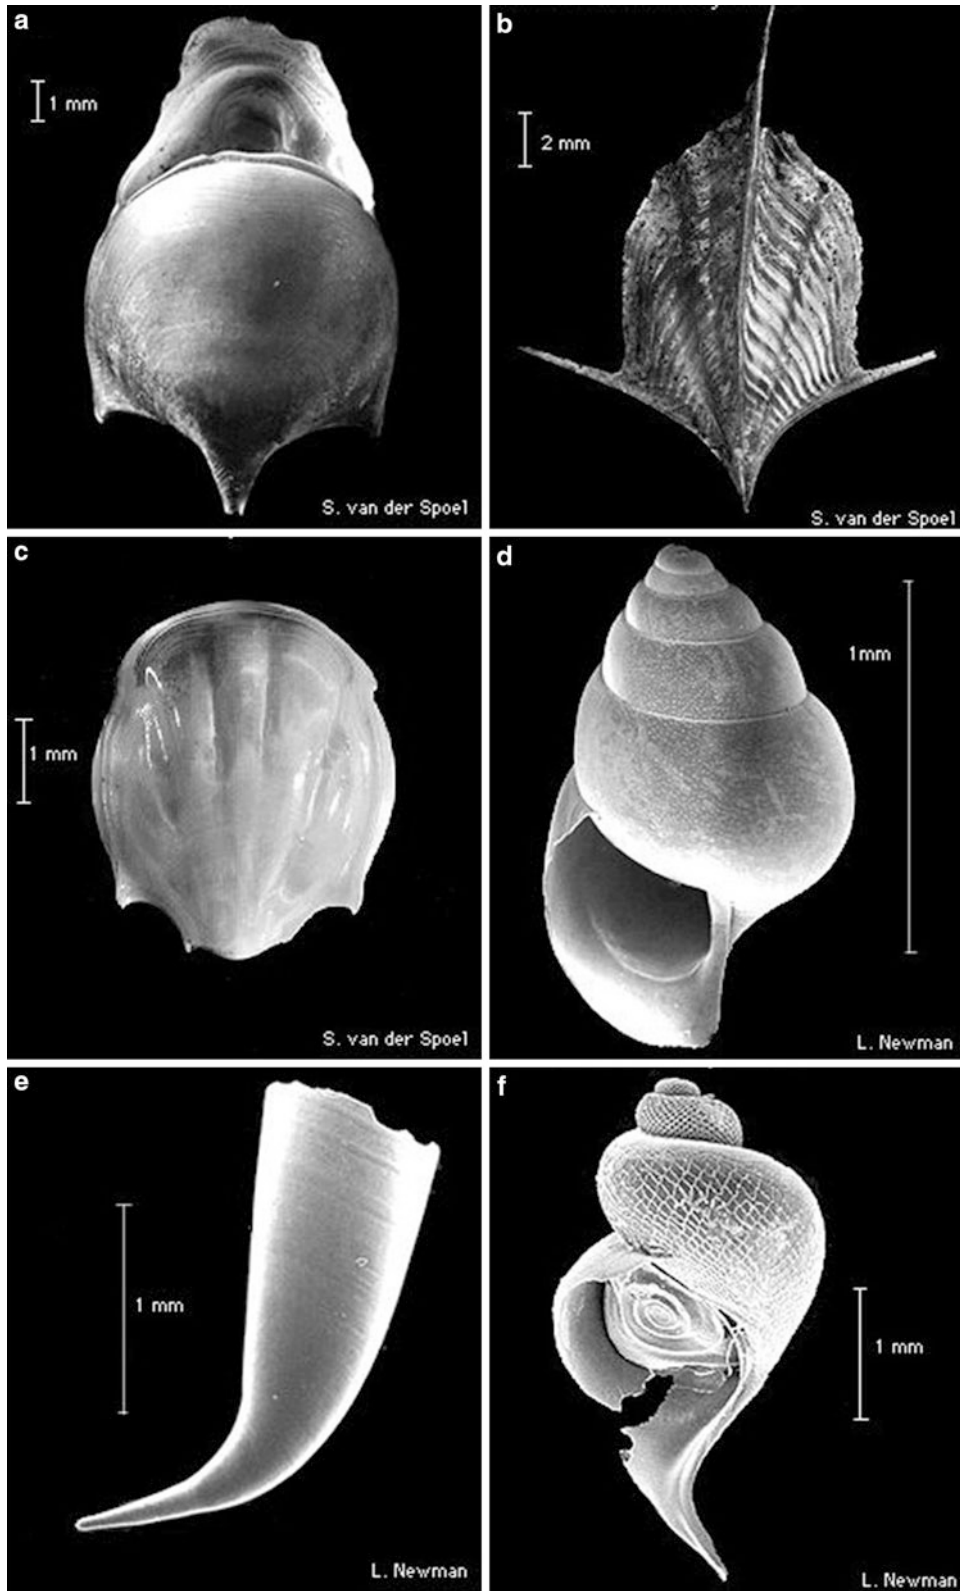 a
1 mm
S. van der Spoel
b
2 mm
S. van der Spoel
c
1 mm
S. van der Spoel
d
1mm
L. Newman
e
1 mm
L. Newman
f
1 mm
L. Newman